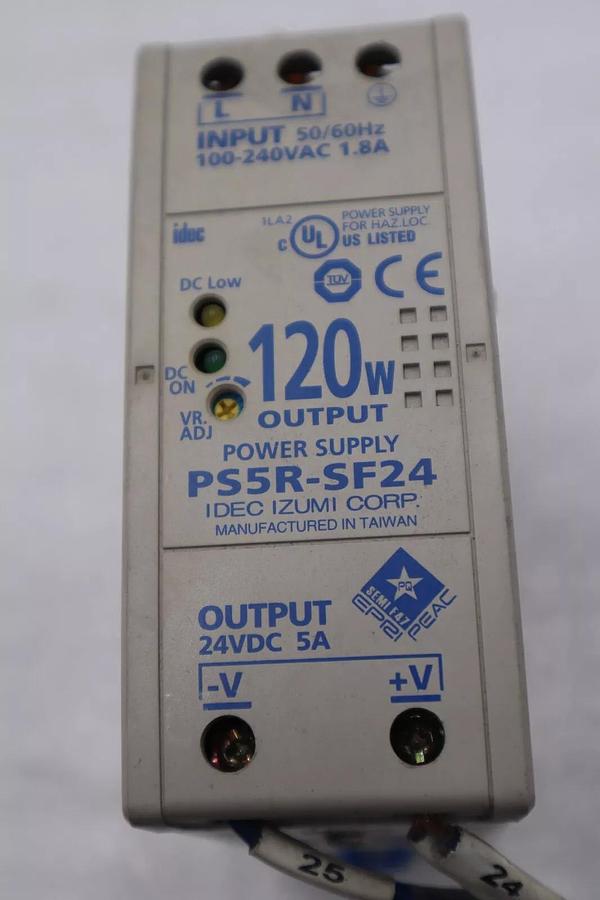 L N
INPUT 50/60Hz
100-240VAC 1.8A
idec
1LA2
C UL US LISTED
POWER SUPPLY
FOR HAZ.LOC.
TÜV
CE
DC Low
DC
ON
VR.
ADJ
120W
OUTPUT
POWER SUPPLY
PS5R-SF24
IDEC IZUMI CORP.
MANUFACTURED IN TAIWAN
PQ
SEMI F47
EPRI PEAC
OUTPUT
24VDC 5A
-V +V
25 24